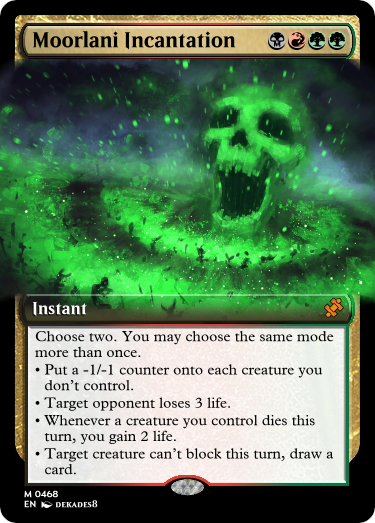 Moorlani Incantation
Instant
Choose two. You may choose the same mode
more than once.
• Put a -1/-1 counter onto each creature you
don't control.
• Target opponent loses 3 life.
• Whenever a creature you control dies this
turn, you gain 2 life.
• Target creature can't block this turn, draw a
card.
M 0468
EN DEKADES8